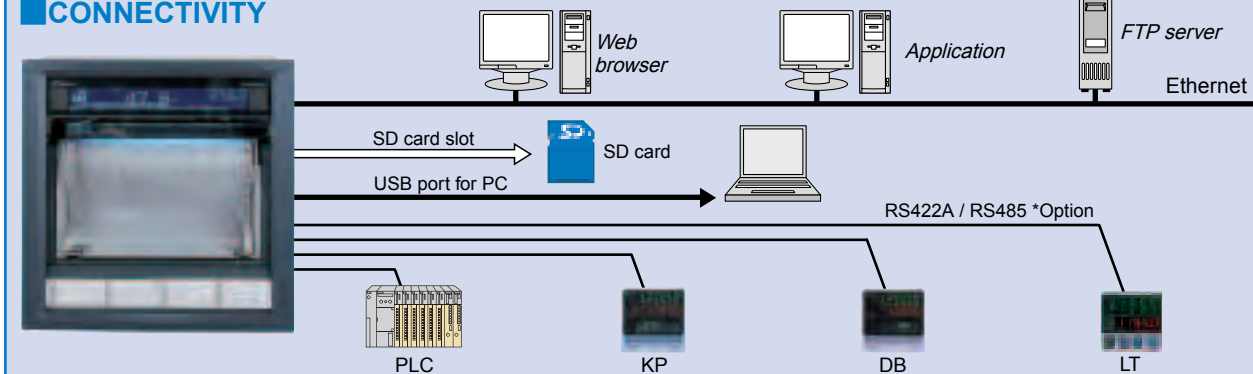 CONNECTIVITY
Web
browser
Application
FTP server
Ethernet
SD card slot
SD card
USB port for PC
RS422A / RS485 *Option
PLC
KP
DB
LT